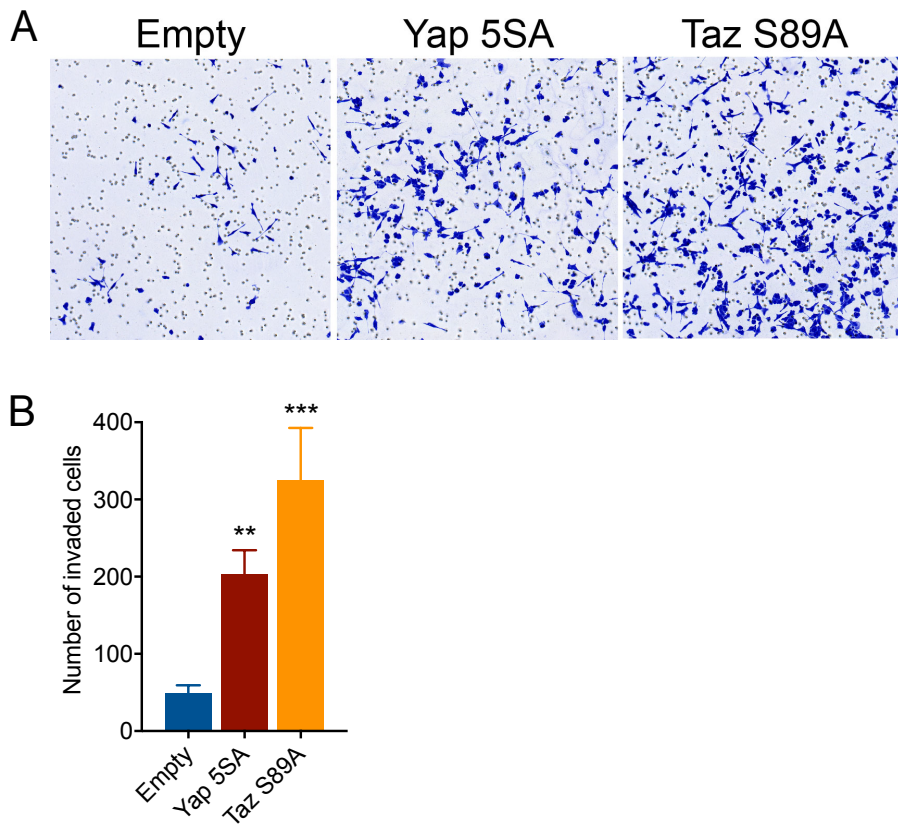 A
Empty Yap 5SA Taz S89A
B
Number of invaded cells
400
300
200
100
0
**
***
Empty
Yap 5SA
Taz S89A